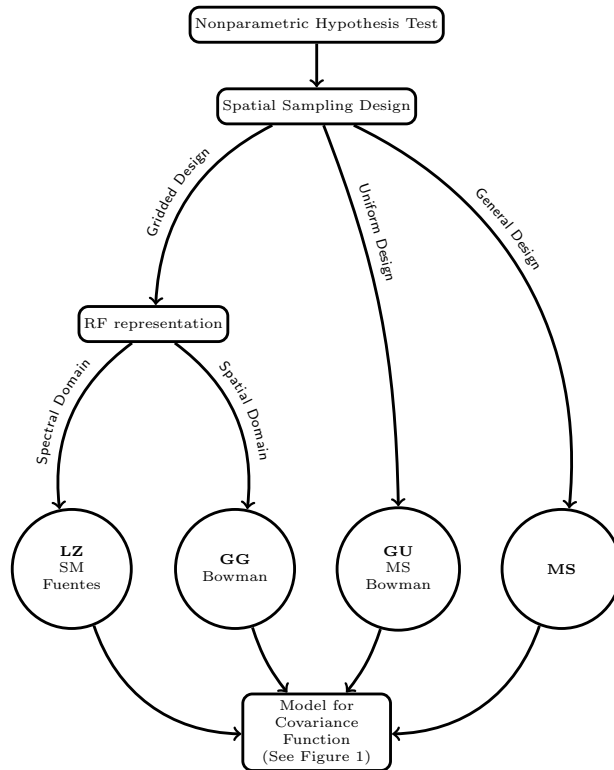 Nonparametric Hypothesis Test
Spatial Sampling Design
Gridded Design
Uniform Design
General Design
RF representation
Spectral Domain
Spatial Domain
LZ
SM
Fuentes
GG
Bowman
GU
MS
Bowman
MS
Model for
Covariance
Function
(See Figure 1)